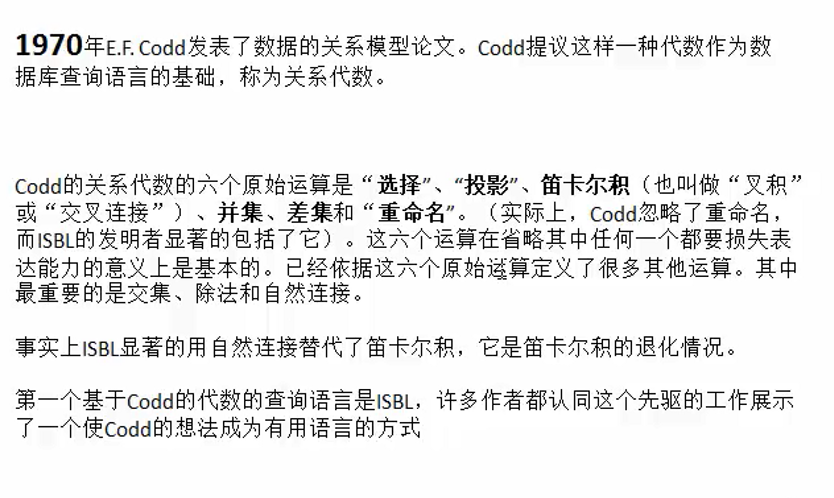 1970年E.F. Codd发表了数据的关系模型论文。Codd提议这样一种代数作为数
据库查询语言的基础，称为关系代数。
Codd的关系代数的六个原始运算是“选择”、“投影”、笛卡尔积（也叫做“叉积”
或“交叉连接”）、并集、差集和“重命名”。（实际上，Codd忽略了重命名，
而ISBL的发明者显著的包括了它）。这六个运算在省略其中任何一个都要损失表
达能力的意义上是基本的。已经依据这六个原始运算定义了很多其他运算。其中
最重要的是交集、除法和自然连接。
事实上ISBL显著的用自然连接替代了笛卡尔积，它是笛卡尔积的退化情况。
第一个基于Codd的代数的查询语言是ISBL，许多作者都认同这个先驱的工作展示
了一个使Codd的想法成为有用语言的方式